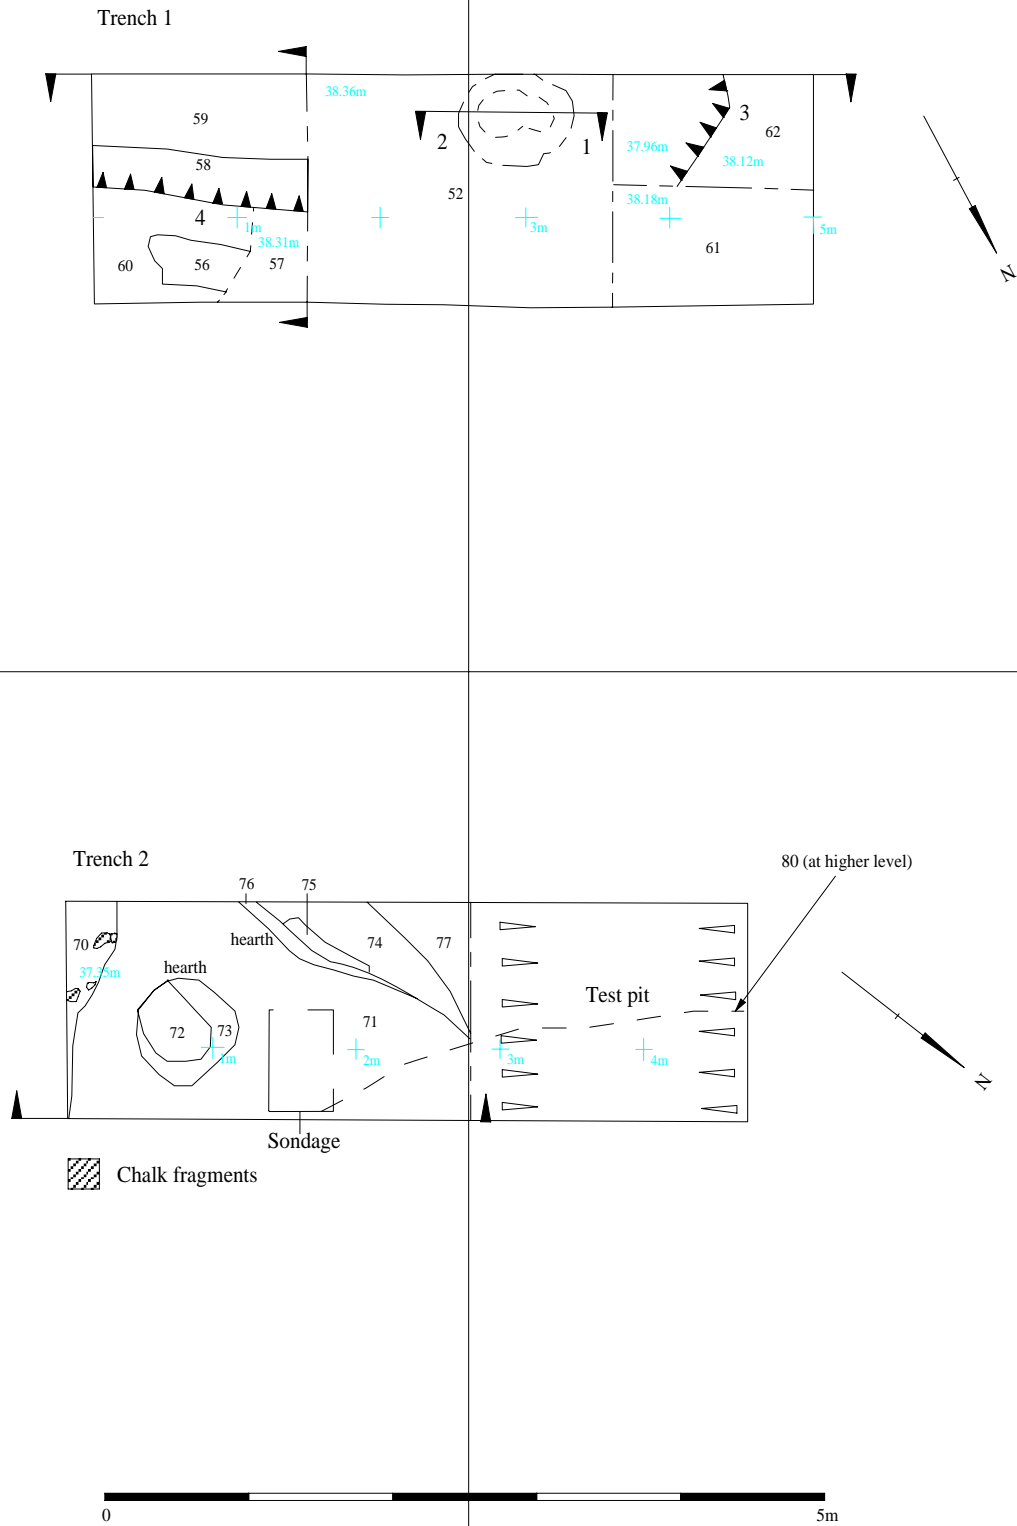 Trench 1
38.36m
59
3
2
1
62
37.96m
58
38.12m
52
38.18m
4
1m
3m
5m
38.31m
61
60
56
57
N
Trench 2
80 (at higher level)
76
75
hearth
74
77
70
hearth
37.35m
Test pit
72
73
71
1m
2m
3m
4m
N
Sondage
Chalk fragments
0
5m